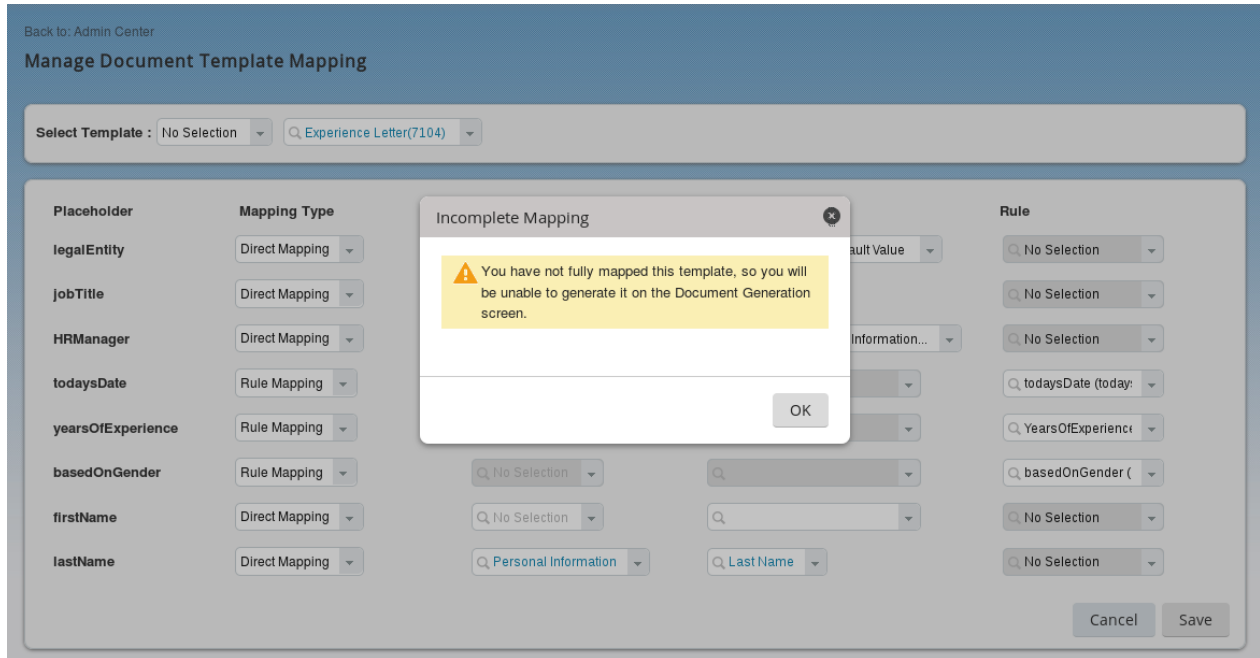 Back to: Admin Center
Manage Document Template Mapping
Select Template : No Selection Experience Letter(7104)
Placeholder Mapping Type Rule
Incomplete Mapping
legalEntity Direct Mapping ault Value No Selection
You have not fully mapped this template, so you will
be unable to generate it on the Document Generation
screen.
jobTitle Direct Mapping No Selection
HRManager Direct Mapping Information... No Selection
todaysDate Rule Mapping todaysDate (today:
OK
yearsOfExperience Rule Mapping YearsOfExperience
basedOnGender Rule Mapping No Selection basedOnGender (
firstName Direct Mapping No Selection No Selection
lastName Direct Mapping Personal Information Last Name No Selection
Cancel Save